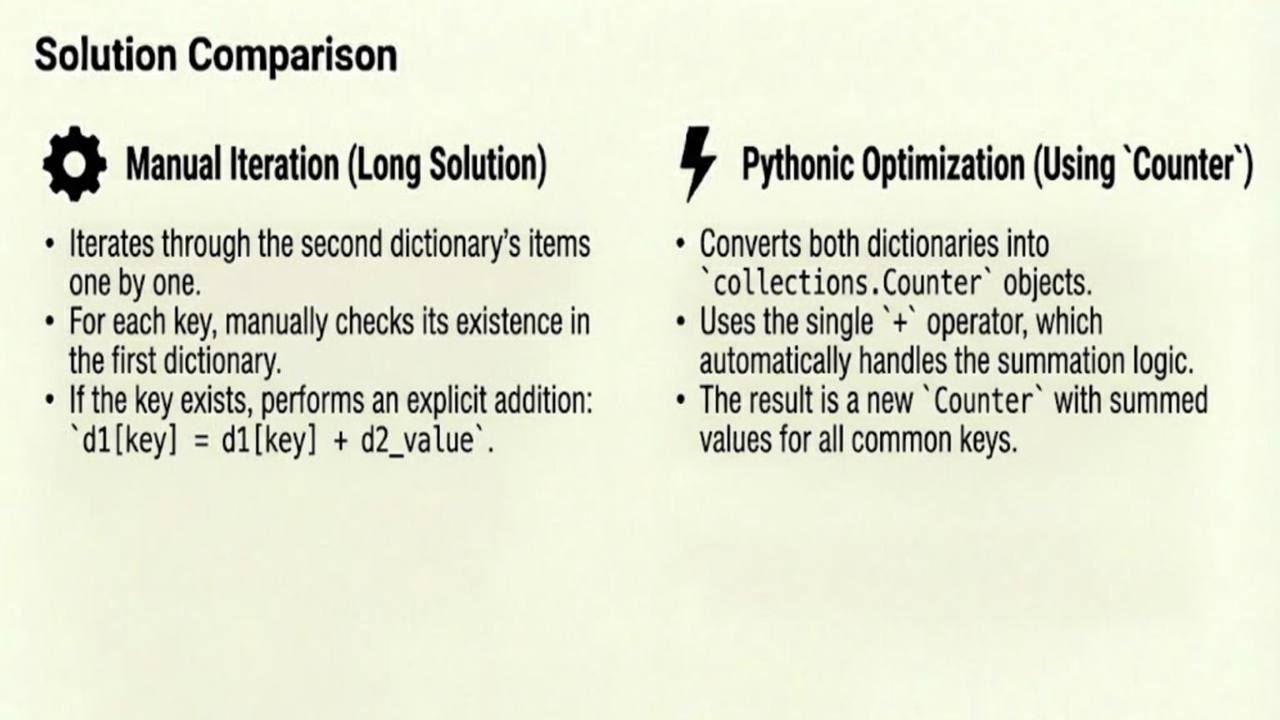 Solution Comparison
Manual Iteration (Long Solution)
• Iterates through the second dictionary's items
one by one.
• For each key, manually checks its existence in
the first dictionary.
• If the key exists, performs an explicit addition:
`d1[key] = d1[key] + d2_value`.
Pythonic Optimization (Using `Counter`)
• Converts both dictionaries into
`collections.Counter` objects.
• Uses the single `+` operator, which
automatically handles the summation logic.
• The result is a new `Counter` with summed
values for all common keys.